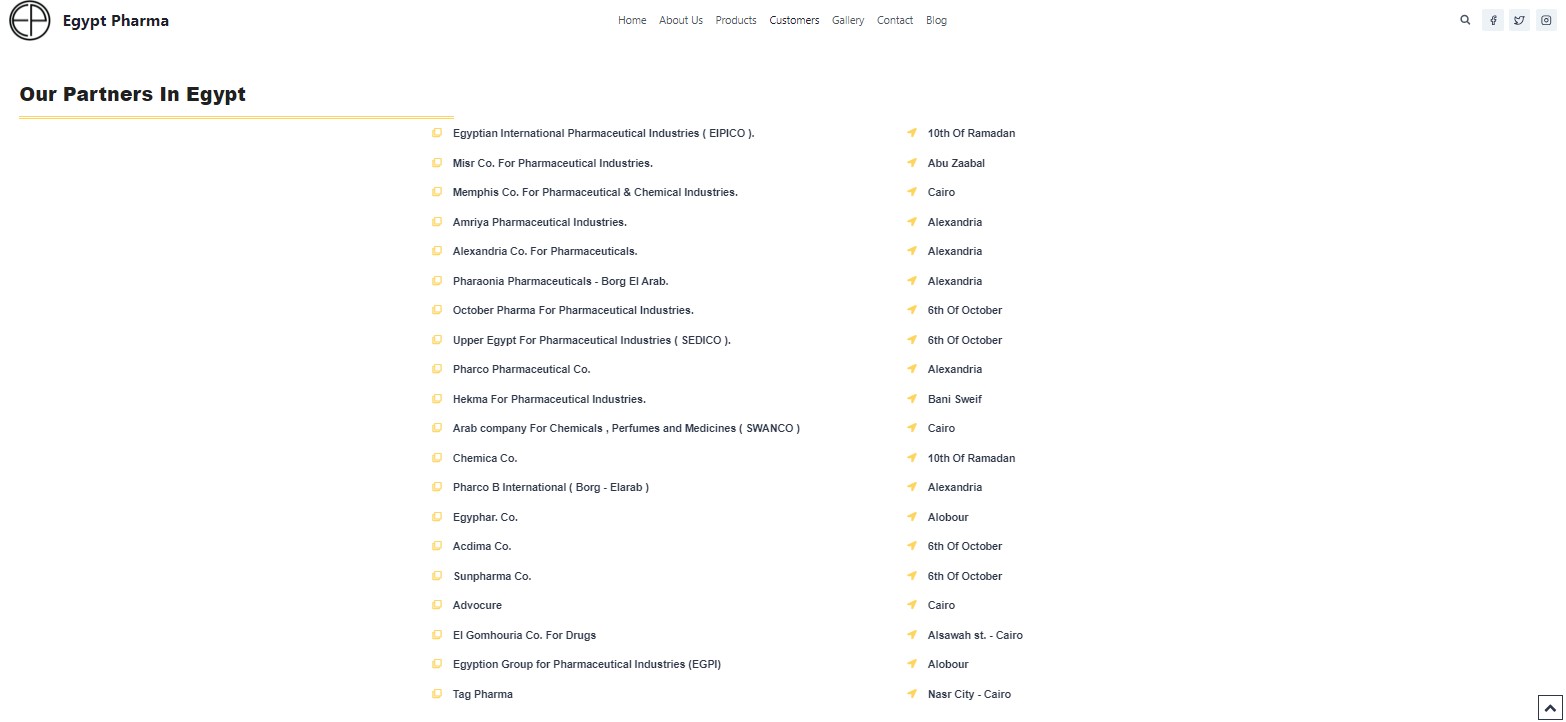 Egypt Pharma
Home About Us Products Customers Gallery Contact Blog
Our Partners In Egypt
Egyptian International Pharmaceutical Industries ( EIPICO ). 10th Of Ramadan
Misr Co. For Pharmaceutical Industries. Abu Zaabal
Memphis Co. For Pharmaceutical & Chemical Industries. Cairo
Amriya Pharmaceutical Industries. Alexandria
Alexandria Co. For Pharmaceuticals. Alexandria
Pharaonia Pharmaceuticals - Borg El Arab. Alexandria
October Pharma For Pharmaceutical Industries. 6th Of October
Upper Egypt For Pharmaceutical Industries ( SEDICO ). 6th Of October
Pharco Pharmaceutical Co. Alexandria
Hekma For Pharmaceutical Industries. Bani Sweif
Arab company For Chemicals , Perfumes and Medicines ( SWANCO ) Cairo
Chemica Co. 10th Of Ramadan
Pharco B International ( Borg - Elarab ) Alexandria
Egyphar. Co. Alobour
Acdima Co. 6th Of October
Sunpharma Co. 6th Of October
Advocure Cairo
El Gomhouria Co. For Drugs Alsawah st. - Cairo
Egyption Group for Pharmaceutical Industries (EGPI) Alobour
Tag Pharma Nasr City - Cairo